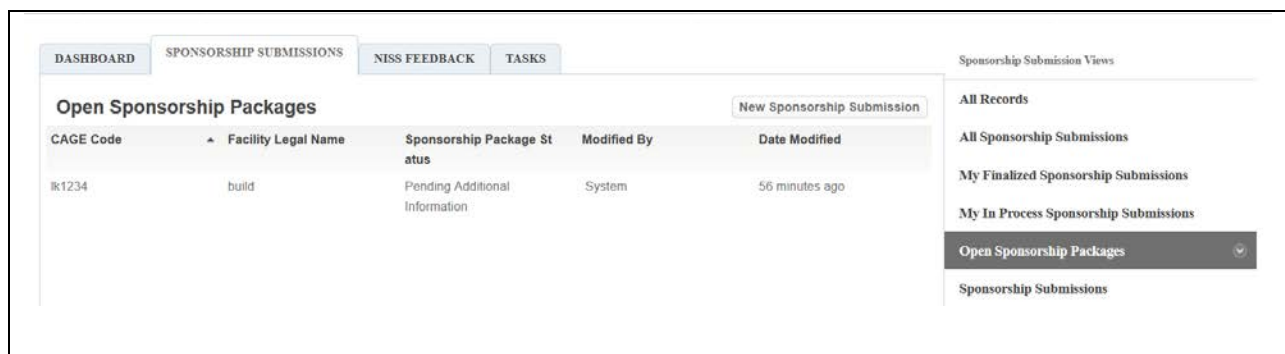 DASHBOARD
SPONSORSHIP SUBMISSIONS
NISS FEEDBACK
TASKS
Sponsorship Submission Views
Open Sponsorship Packages
New Sponsorship Submission
CAGE Code
Facility Legal Name
Sponsorship Package St
atus
Modified By
Date Modified
lk1234
build
Pending Additional
Information
System
56 minutes ago
All Records
All Sponsorship Submissions
My Finalized Sponsorship Submissions
My In Process Sponsorship Submissions
Open Sponsorship Packages
Sponsorship Submissions